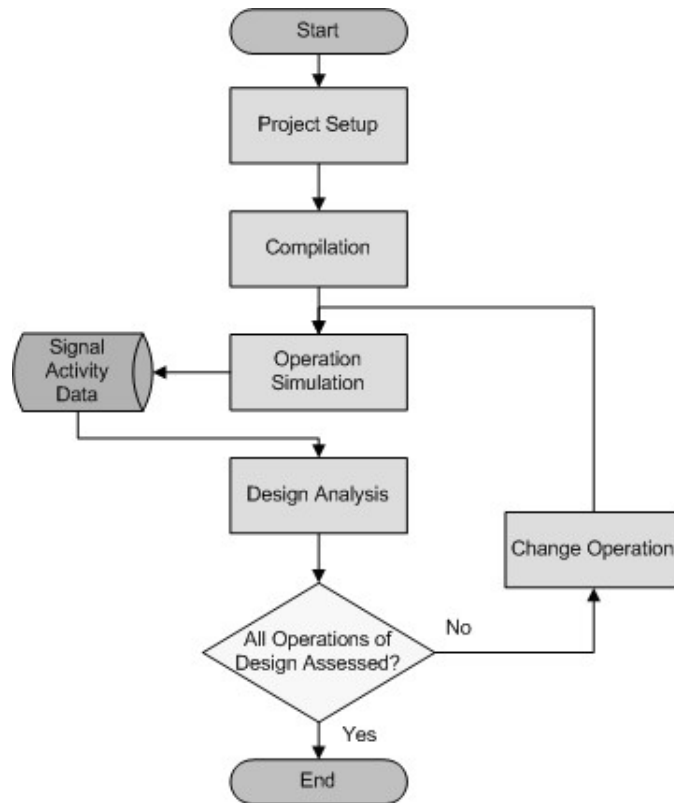 Start
Project Setup
Compilation
Signal
Activity
Data
Operation
Simulation
Design Analysis
Change Operation
All Operations of
Design Assessed?
No
Yes
End